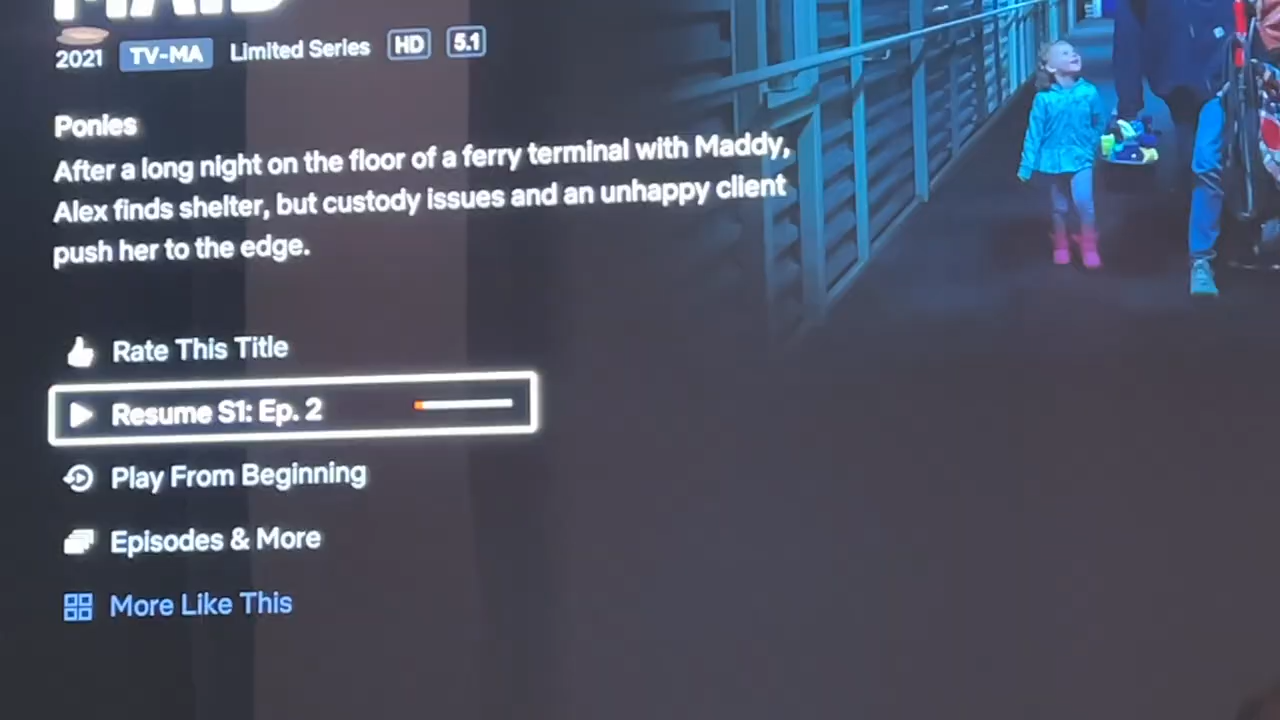 MAID
2021 TV-MA Limited Series HD 5.1
Ponies
After a long night on the floor of a ferry terminal with Maddy,
Alex finds shelter, but custody issues and an unhappy client
push her to the edge.
Rate This Title
Resume S1: Ep. 2
Play From Beginning
Episodes & More
More Like This